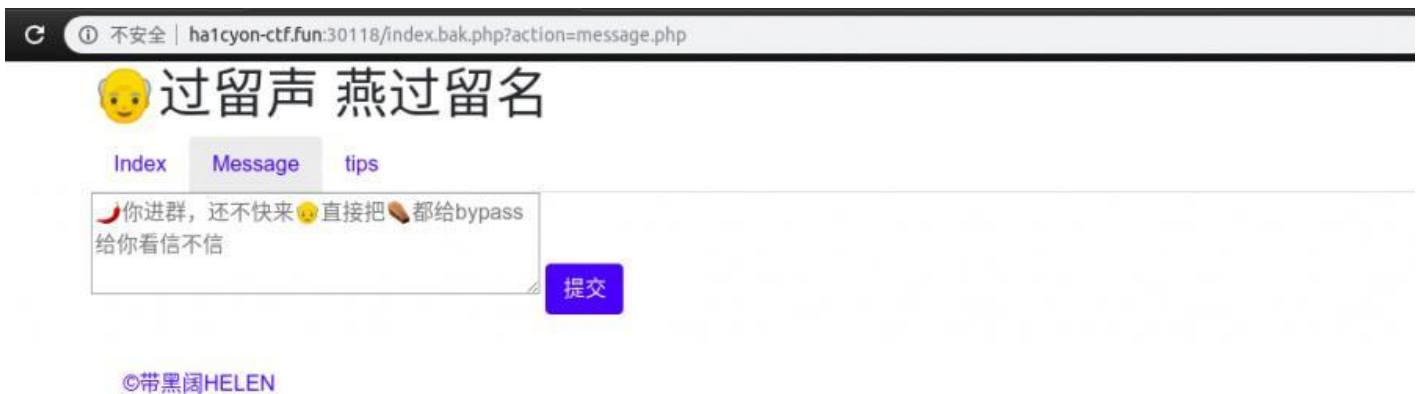 不安全 | ha1cyon-ctf.fun:30118/index.bak.php?action=message.php
👴过留声 燕过留名
Index Message tips
🌶你进群，还不快来👴直接把⚰都给bypass
给你看信不信
提交
©带黑阔HELEN